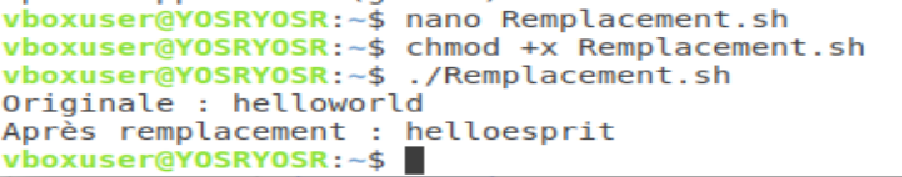 vboxuser@YOSRYOSR:~$ nano Remplacement.sh
vboxuser@YOSRYOSR:~$ chmod +x Remplacement.sh
vboxuser@YOSRYOSR:~$ ./Remplacement.sh
Originale : helloworld
Après remplacement : helloesprit
vboxuser@YOSRYOSR:~$